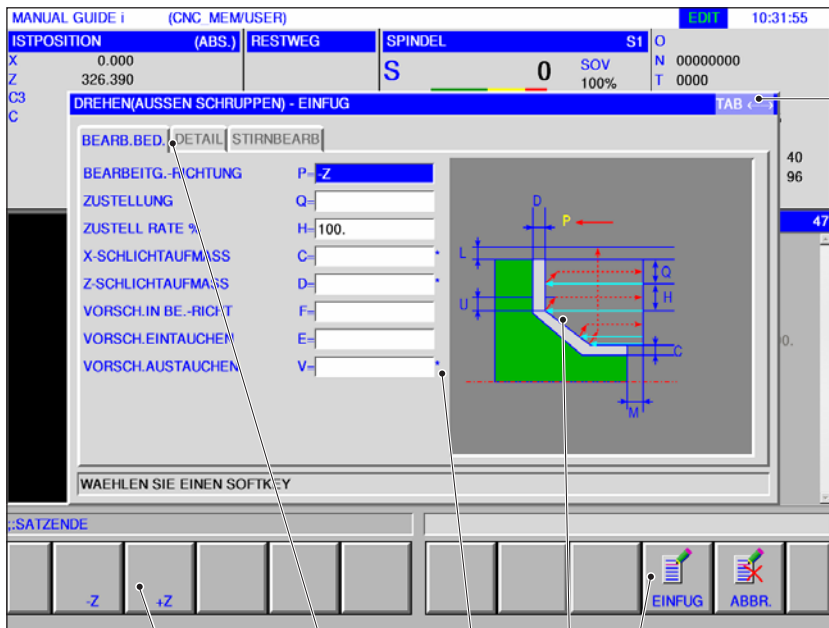 MANUAL GUIDE i (CNC_MEM/USER) EDIT 10:31:55
ISTPOSITION (ABS.) RESTWEG SPINDEL S1 O
X 0.000 N 00000000
Z 326.390 S 0 SOV 100% T 0000
C3
C
DREHEN(AUSSEN SCHRUPPEN) - EINFUG TAB <-->
BEARB.BED. DETAIL STIRNBEARB
BEARBEITG.-RICHTUNG P=-Z
ZUSTELLUNG Q=
ZUSTELL RATE % H=100.
X-SCHLICHTAUFMASS C= *
Z-SCHLICHTAUFMASS D= *
VORSCH.IN BE.-RICHT F=
VORSCH.EINTAUCHEN E=
VORSCH.AUSTAUCHEN V= *
D
P
L
Q
H
U
C
M
40
96
47
0.
WAEHLEN SIE EINEN SOFTKEY
;:SATZENDE
-Z +Z EINFUG ABBR.